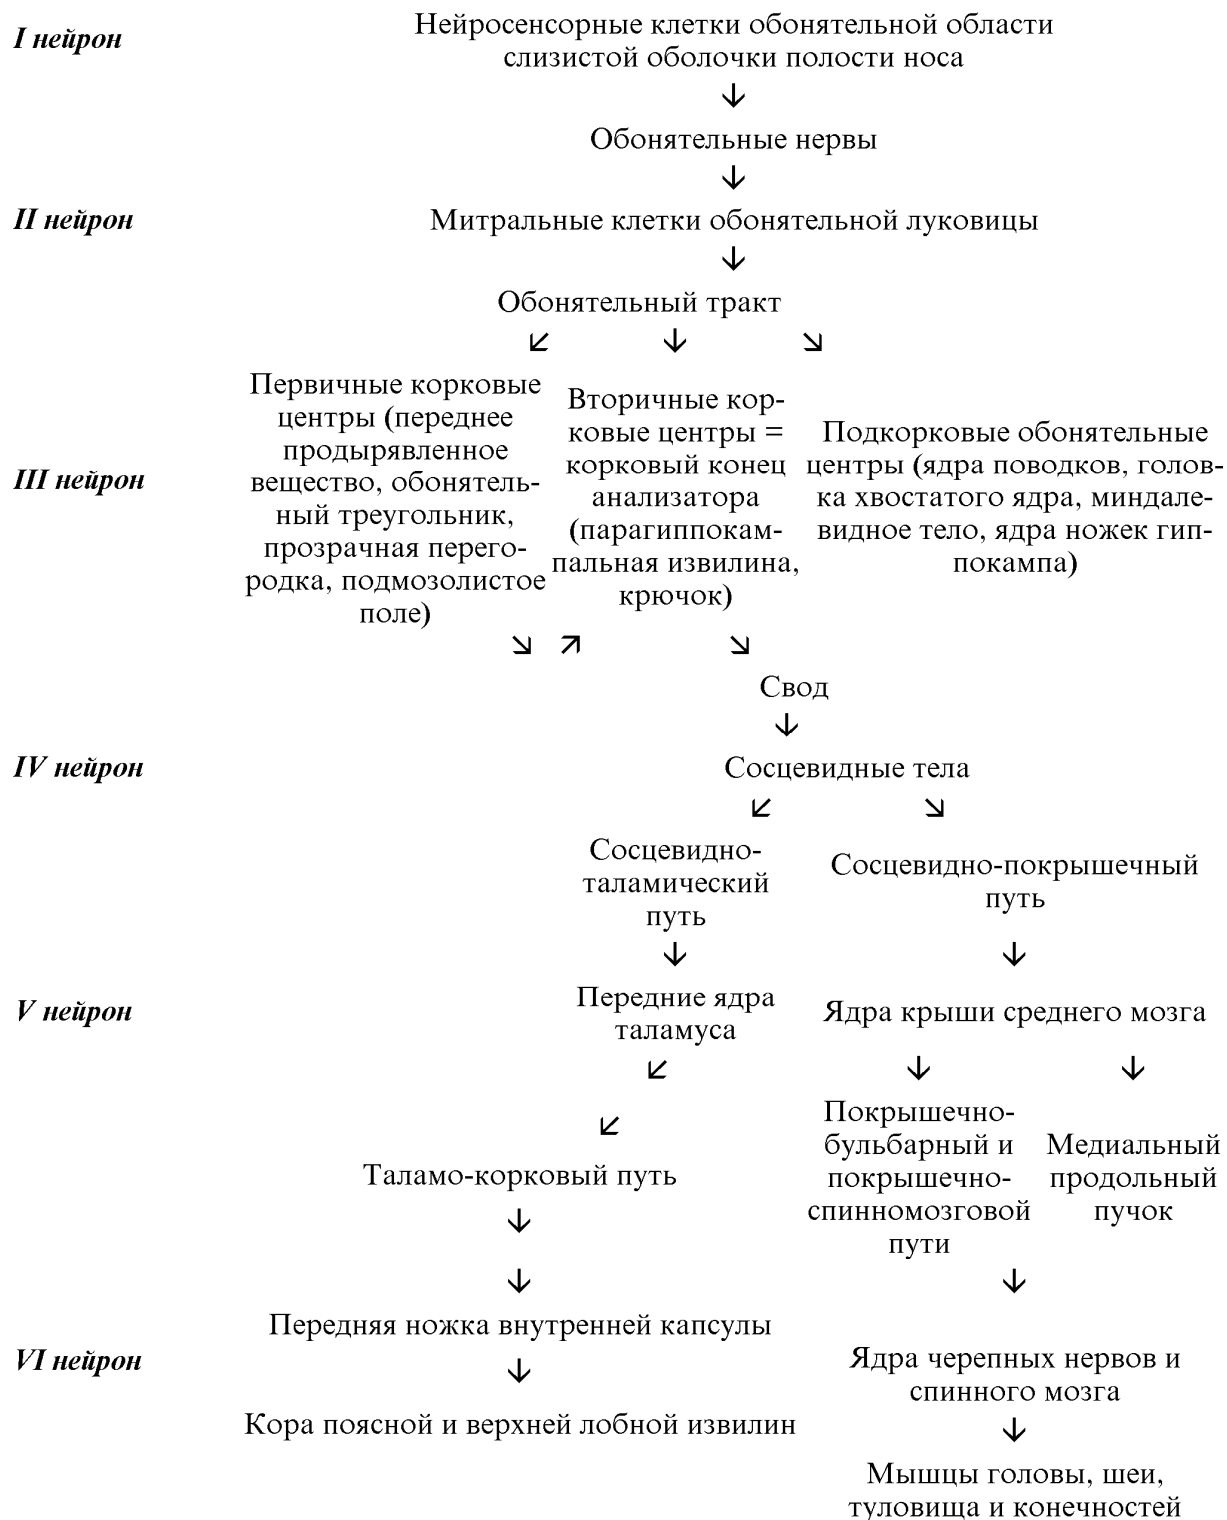 I нейрон
Нейросенсорные клетки обонятельной области
слизистой оболочки полости носа
Обонятельные нервы
II нейрон
Митральные клетки обонятельной луковицы
Обонятельный тракт
III нейрон
Первичные корковые
центры (переднее
продырявленное
вещество, обонятель-
ный треугольник,
прозрачная перего-
родка, подмозолистое
поле)
Вторичные кор-
ковые центры =
корковый конец
анализатора
(парагиппокам-
пальная извилина,
крючок)
Подкорковые обонятельные
центры (ядра поводков, голов-
ка хвостатого ядра, миндале-
видное тело, ядра ножек гип-
покампа)
Свод
IV нейрон
Сосцевидные тела
Сосцевидно-
таламический
путь
Сосцевидно-покрышечный
путь
V нейрон
Передние ядра
таламуса
Ядра крыши среднего мозга
Таламо-корковый путь
Покрышечно-
бульбарный и
покрышечно-
спинномозговой
пути
Медиальный
продольный
пучок
Передняя ножка внутренней капсулы
VI нейрон
Ядра черепных нервов и
спинного мозга
Кора поясной и верхней лобной извилин
Мышцы головы, шеи,
туловища и конечностей